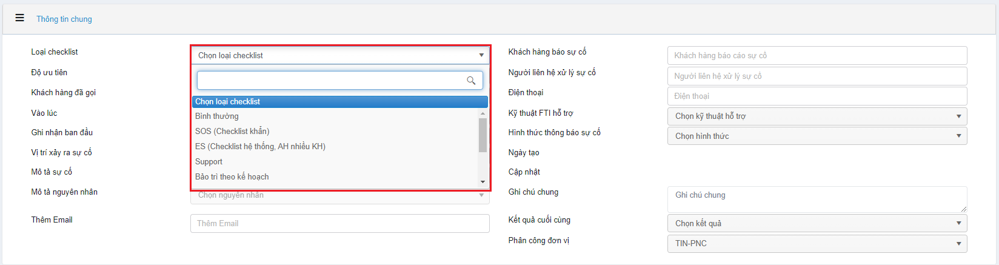 Thông tin chung
Loại checklist
Chọn loại checklist
Độ ưu tiên
Khách hàng đã gọi
Chọn loại checklist
Vào lúc
Bình thường
Ghi nhận ban đầu
SOS (Checklist khẩn)
Vị trí xảy ra sự cố
ES (Checklist hệ thống, AH nhiều KH)
Support
Mô tả sự cố
Bảo trì theo kế hoạch
Mô tả nguyên nhân
Chọn nguyên nhân
Thêm Email
Thêm Email
Khách hàng báo sự cố
Khách hàng báo cáo sự cố
Người liên hệ xử lý sự cố
Người liên hệ xử lý sự cố
Điện thoại
Điện thoại
Kỹ thuật FTI hỗ trợ
Chọn kỹ thuật hỗ trợ
Hình thức thông báo sự cố
Chọn hình thức
Ngày tạo
Cập nhật
Ghi chú chung
Ghi chú chung
Kết quả cuối cùng
Chọn kết quả
Phân công đơn vị
TIN-PNC